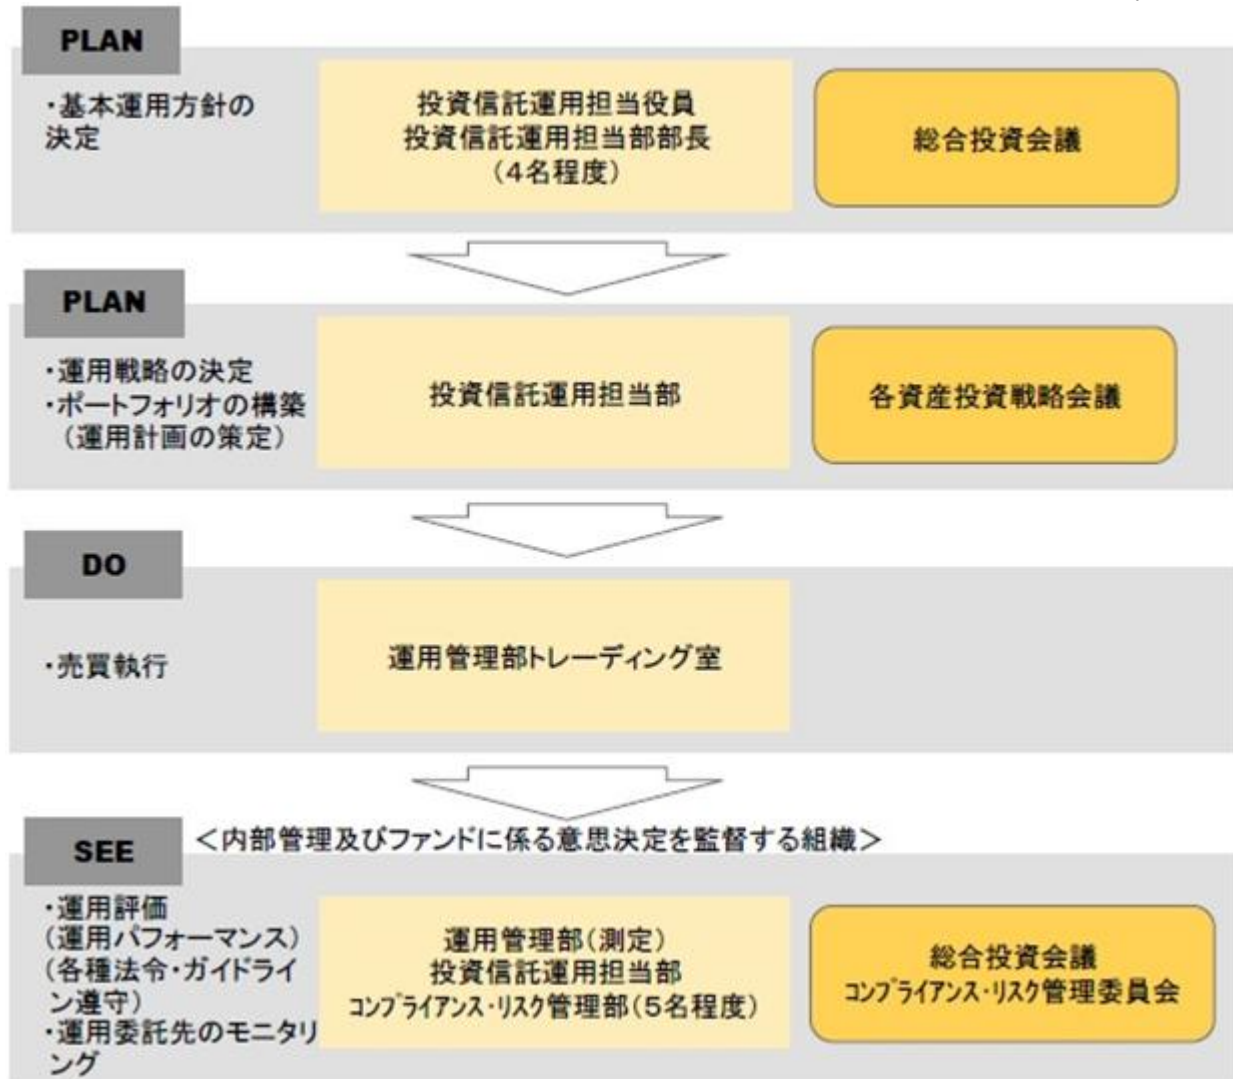 PLAN
・基本運用方針の
決定
投資信託運用担当役員
投資信託運用担当部部長
(4名程度)
総合投資会議
PLAN
・運用戦略の決定
・ポートフォリオの構築
(運用計画の策定)
投資信託運用担当部
各資産投資戦略会議
DO
・売買執行
運用管理部トレーディング室
SEE
<内部管理及びファンドに係る意思決定を監督する組織>
・運用評価
(運用パフォーマンス)
(各種法令・ガイドライ
ン遵守)
・運用委託先のモニタリ
ング
運用管理部(測定)
投資信託運用担当部
コンプライアンス・リスク管理部(5名程度)
総合投資会議
コンプライアンス・リスク管理委員会